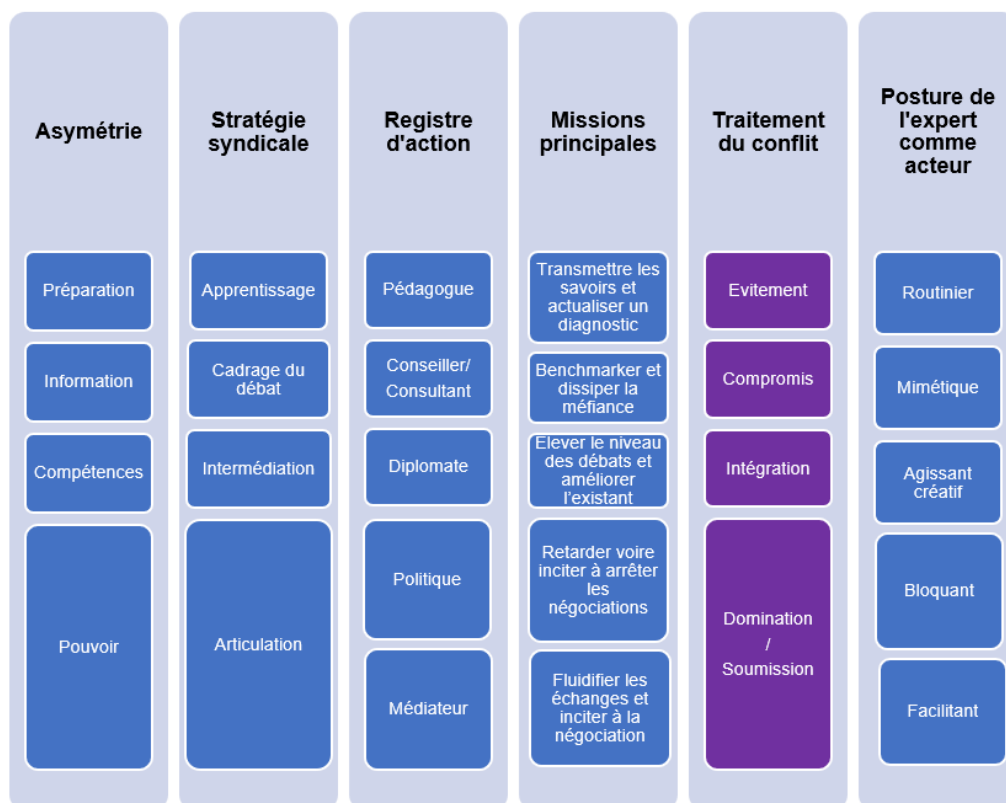 Asymétrie
Préparation
Information
Compétences
Pouvoir
Stratégie
syndicale
Apprentissage
Cadrage du
débat
Intermédiation
Articulation
Registre
d'action
Pédagogue
Conseiller/
Consultant
Diplomate
Politique
Médiateur
Missions
principales
Transmettre les
savoirs et
actualiser un
diagnostic
Benchmarker et
dissiper la
méfiance
Elever le niveau
des débats et
améliorer
l’existant
Retarder voire
inciter à arrêter
les
négociations
Fluidifier les
échanges et
inciter à la
négociation
Traitement
du conflit
Evitement
Compromis
Intégration
Domination
/
Soumission
Posture de
l'expert
comme
acteur
Routinier
Mimétique
Agissant
créatif
Bloquant
Facilitant